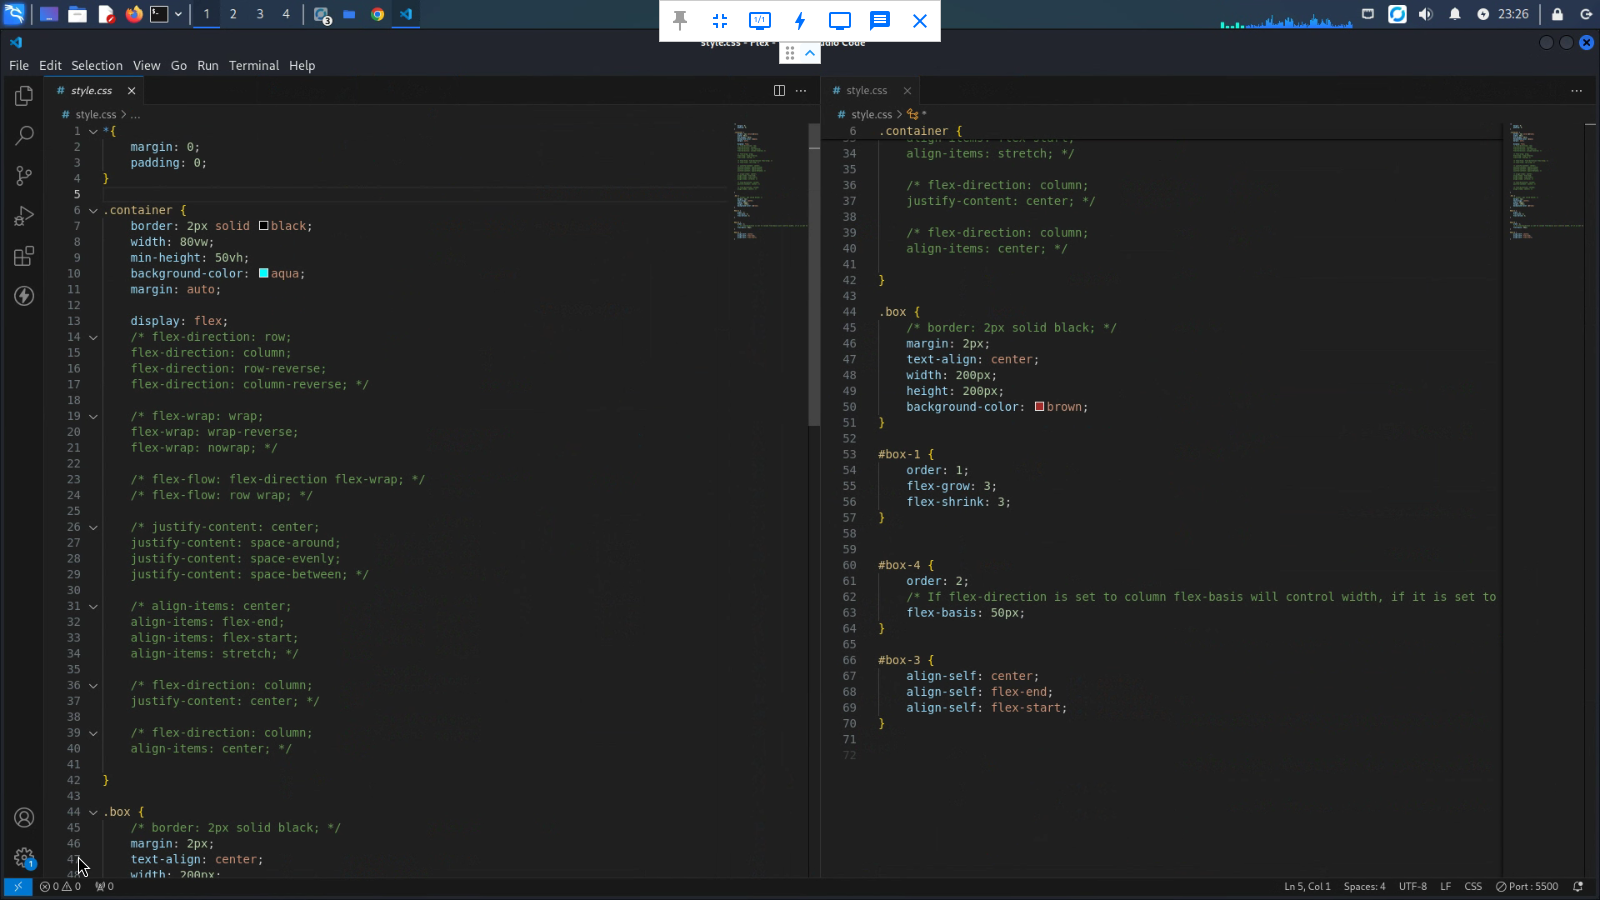 1 2 3 4 3 23:26
1/1
style.css - Flex - udio Code
File Edit Selection View Go Run Terminal Help
# style.css
# style.css > ...
1 *{
2 margin: 0;
3 padding: 0;
4 }
5
6 .container {
7 border: 2px solid black;
8 width: 80vw;
9 min-height: 50vh;
10 background-color: aqua;
11 margin: auto;
12
13 display: flex;
14 /* flex-direction: row;
15 flex-direction: column;
16 flex-direction: row-reverse;
17 flex-direction: column-reverse; */
18
19 /* flex-wrap: wrap;
20 flex-wrap: wrap-reverse;
21 flex-wrap: nowrap; */
22
23 /* flex-flow: flex-direction flex-wrap; */
24 /* flex-flow: row wrap; */
25
26 /* justify-content: center;
27 justify-content: space-around;
28 justify-content: space-evenly;
29 justify-content: space-between; */
30
31 /* align-items: center;
32 align-items: flex-end;
33 align-items: flex-start;
34 align-items: stretch; */
35
36 /* flex-direction: column;
37 justify-content: center; */
38
39 /* flex-direction: column;
40 align-items: center; */
41
42 }
43
44 .box {
45 /* border: 2px solid black; */
46 margin: 2px;
47 text-align: center;
48 width: 200px;
# style.css
# style.css > *
6 .container {
33 align-items: flex-start;
34 align-items: stretch; */
35
36 /* flex-direction: column;
37 justify-content: center; */
38
39 /* flex-direction: column;
40 align-items: center; */
41
42 }
43
44 .box {
45 /* border: 2px solid black; */
46 margin: 2px;
47 text-align: center;
48 width: 200px;
49 height: 200px;
50 background-color: brown;
51 }
52
53 #box-1 {
54 order: 1;
55 flex-grow: 3;
56 flex-shrink: 3;
57 }
58
59
60 #box-4 {
61 order: 2;
62 /* If flex-direction is set to column flex-basis will control width, if it is set to
63 flex-basis: 50px;
64 }
65
66 #box-3 {
67 align-self: center;
68 align-self: flex-end;
69 align-self: flex-start;
70 }
71
72
1
0 0 0 Ln 5, Col 1 Spaces: 4 UTF-8 LF CSS Port : 5500